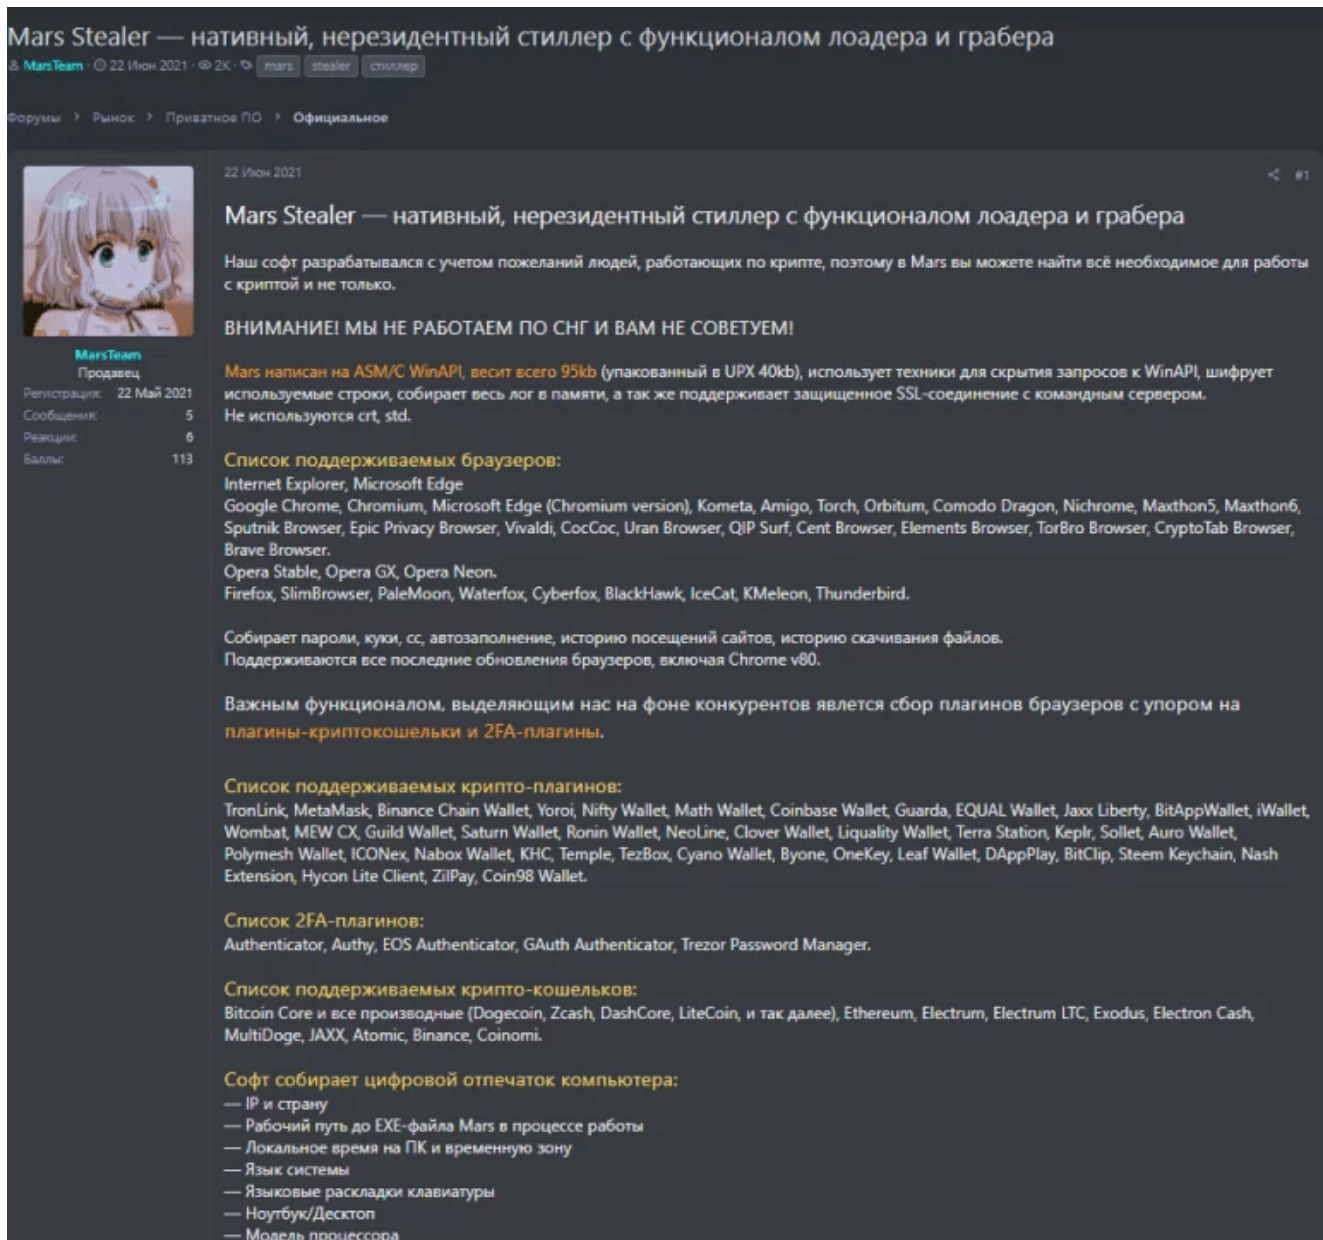 Mars Stealer — нативный, нерезидентный стиллер с функционалом лоадера и грабера
MarsTeam · 22 Июн 2021 · 2K · mars stealer стиллер
Форумы > Рынок > Приватное ПО > Официальное
22 Июн 2021 #1
MarsTeam
Продавец
Регистрация: 22 Май 2021
Сообщения: 5
Реакции: 6
Баллы: 113
Mars Stealer — нативный, нерезидентный стиллер с функционалом лоадера и грабера
Наш софт разрабатывался с учетом пожеланий людей, работающих по крипте, поэтому в Mars вы можете найти всё необходимое для работы
с криптой и не только.
ВНИМАНИЕ! МЫ НЕ РАБОТАЕМ ПО СНГ И ВАМ НЕ СОВЕТУЕМ!
Mars написан на ASM/C WinAPI, весит всего 95kb (упакованный в UPX 40kb), использует техники для скрытия запросов к WinAPI, шифрует
используемые строки, собирает весь лог в памяти, а так же поддерживает защищенное SSL-соединение с командным сервером.
Не используются crt, std.
Список поддерживаемых браузеров:
Internet Explorer, Microsoft Edge
Google Chrome, Chromium, Microsoft Edge (Chromium version), Kometa, Amigo, Torch, Orbitum, Comodo Dragon, Nichrome, Maxthon5, Maxthon6,
Sputnik Browser, Epic Privacy Browser, Vivaldi, CocCoc, Uran Browser, QIP Surf, Cent Browser, Elements Browser, TorBro Browser, CryptoTab Browser,
Brave Browser.
Opera Stable, Opera GX, Opera Neon.
Firefox, SlimBrowser, PaleMoon, Waterfox, Cyberfox, BlackHawk, IceCat, KMeleon, Thunderbird.
Собирает пароли, куки, cc, автозаполнение, историю посещений сайтов, историю скачивания файлов.
Поддерживаются все последние обновления браузеров, включая Chrome v80.
Важным функционалом, выделяющим нас на фоне конкурентов явлется сбор плагинов браузеров с упором на
плагины-криптокошельки и 2FA-плагины.
Список поддерживаемых крипто-плагинов:
TronLink, MetaMask, Binance Chain Wallet, Yoroi, Nifty Wallet, Math Wallet, Coinbase Wallet, Guarda, EQUAL Wallet, Jaxx Liberty, BitAppWallet, iWallet,
Wombat, MEW CX, Guild Wallet, Saturn Wallet, Ronin Wallet, NeoLine, Clover Wallet, Liquality Wallet, Terra Station, Keplr, Sollet, Auro Wallet,
Polymesh Wallet, ICONex, Nabox Wallet, KHC, Temple, TezBox, Cyano Wallet, Byone, OneKey, Leaf Wallet, DAppPlay, BitClip, Steem Keychain, Nash
Extension, Hycon Lite Client, ZilPay, Coin98 Wallet.
Список 2FA-плагинов:
Authenticator, Authy, EOS Authenticator, GAuth Authenticator, Trezor Password Manager.
Список поддерживаемых крипто-кошельков:
Bitcoin Core и все производные (Dogecoin, Zcash, DashCore, LiteCoin, и так далее), Ethereum, Electrum, Electrum LTC, Exodus, Electron Cash,
MultiDoge, JAXX, Atomic, Binance, Coinomi.
Софт собирает цифровой отпечаток компьютера:
— IP и страну
— Рабочий путь до EXE-файла Mars в процессе работы
— Локальное время на ПК и временную зону
— Язык системы
— Языковые раскладки клавиатуры
— Ноутбук/Десктоп
— Модель процессора